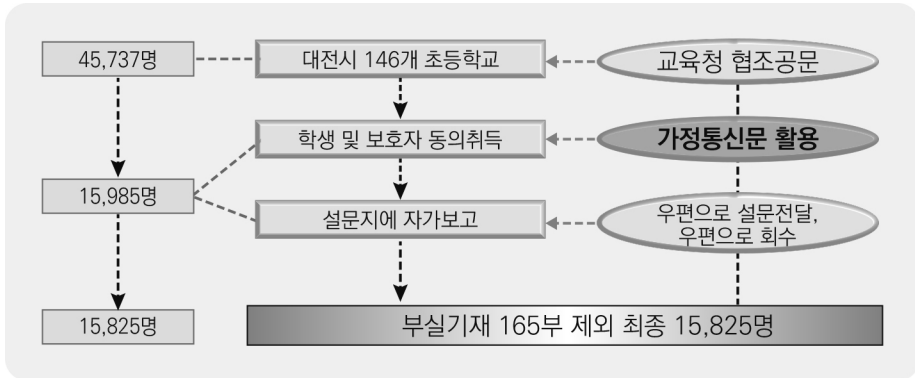 45,737명
대전시 146개 초등학교
교육청 협조공문
학생 및 보호자 동의취득
가정통신문 활용
15,985명
설문지에 자가보고
우편으로 설문전달,
우편으로 회수
15,825명
부실기재 165부 제외 최종 15,825명